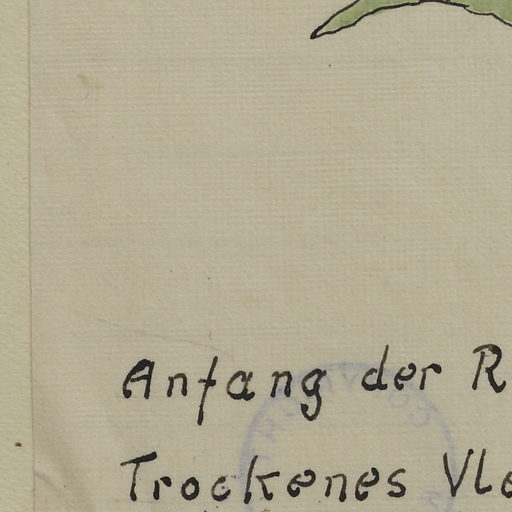 Anfang der R
Trockenes Vle